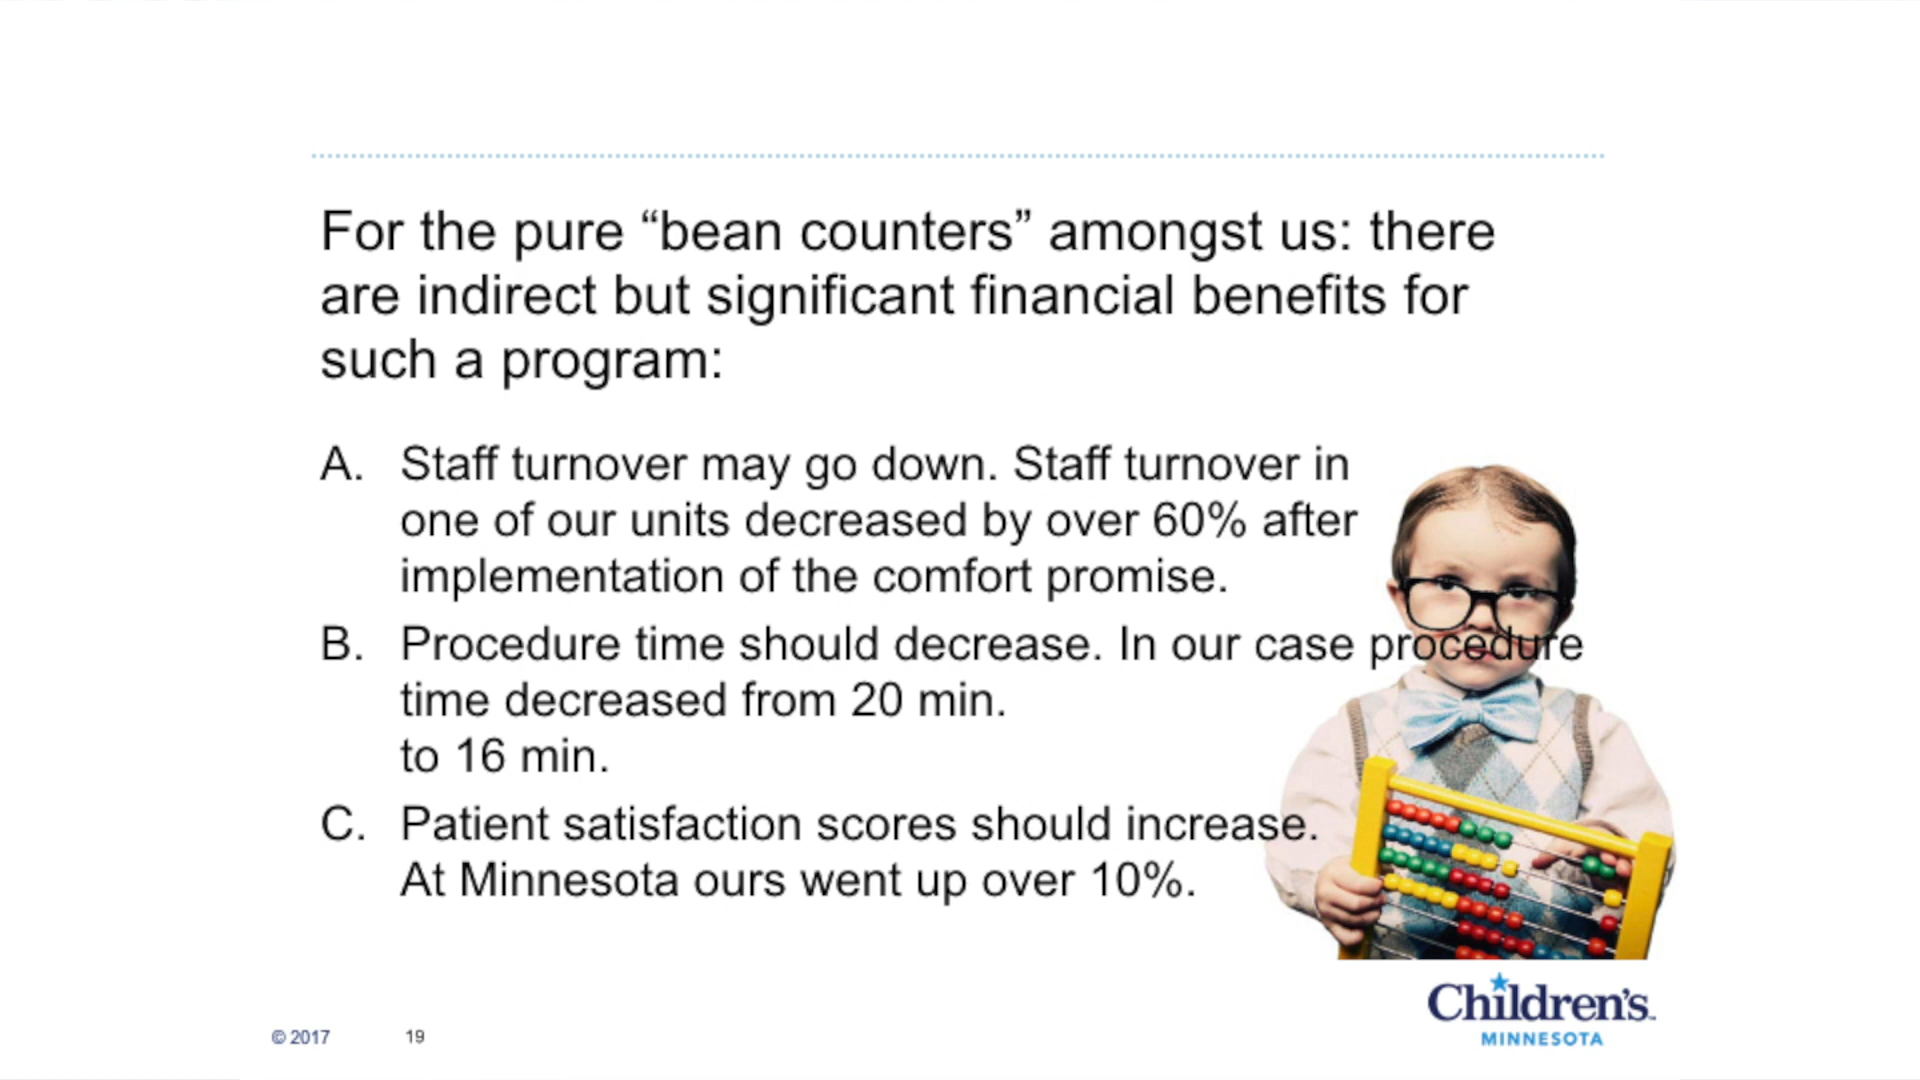 For the pure “bean counters” amongst us: there
are indirect but significant financial benefits for
such a program:
A. Staff turnover may go down. Staff turnover in
one of our units decreased by over 60% after
implementation of the comfort promise.
B. Procedure time should decrease. In our case procedure
time decreased from 20 min.
to 16 min.
C. Patient satisfaction scores should increase.
At Minnesota ours went up over 10%.
Children's
MINNESOTA
© 2017 19